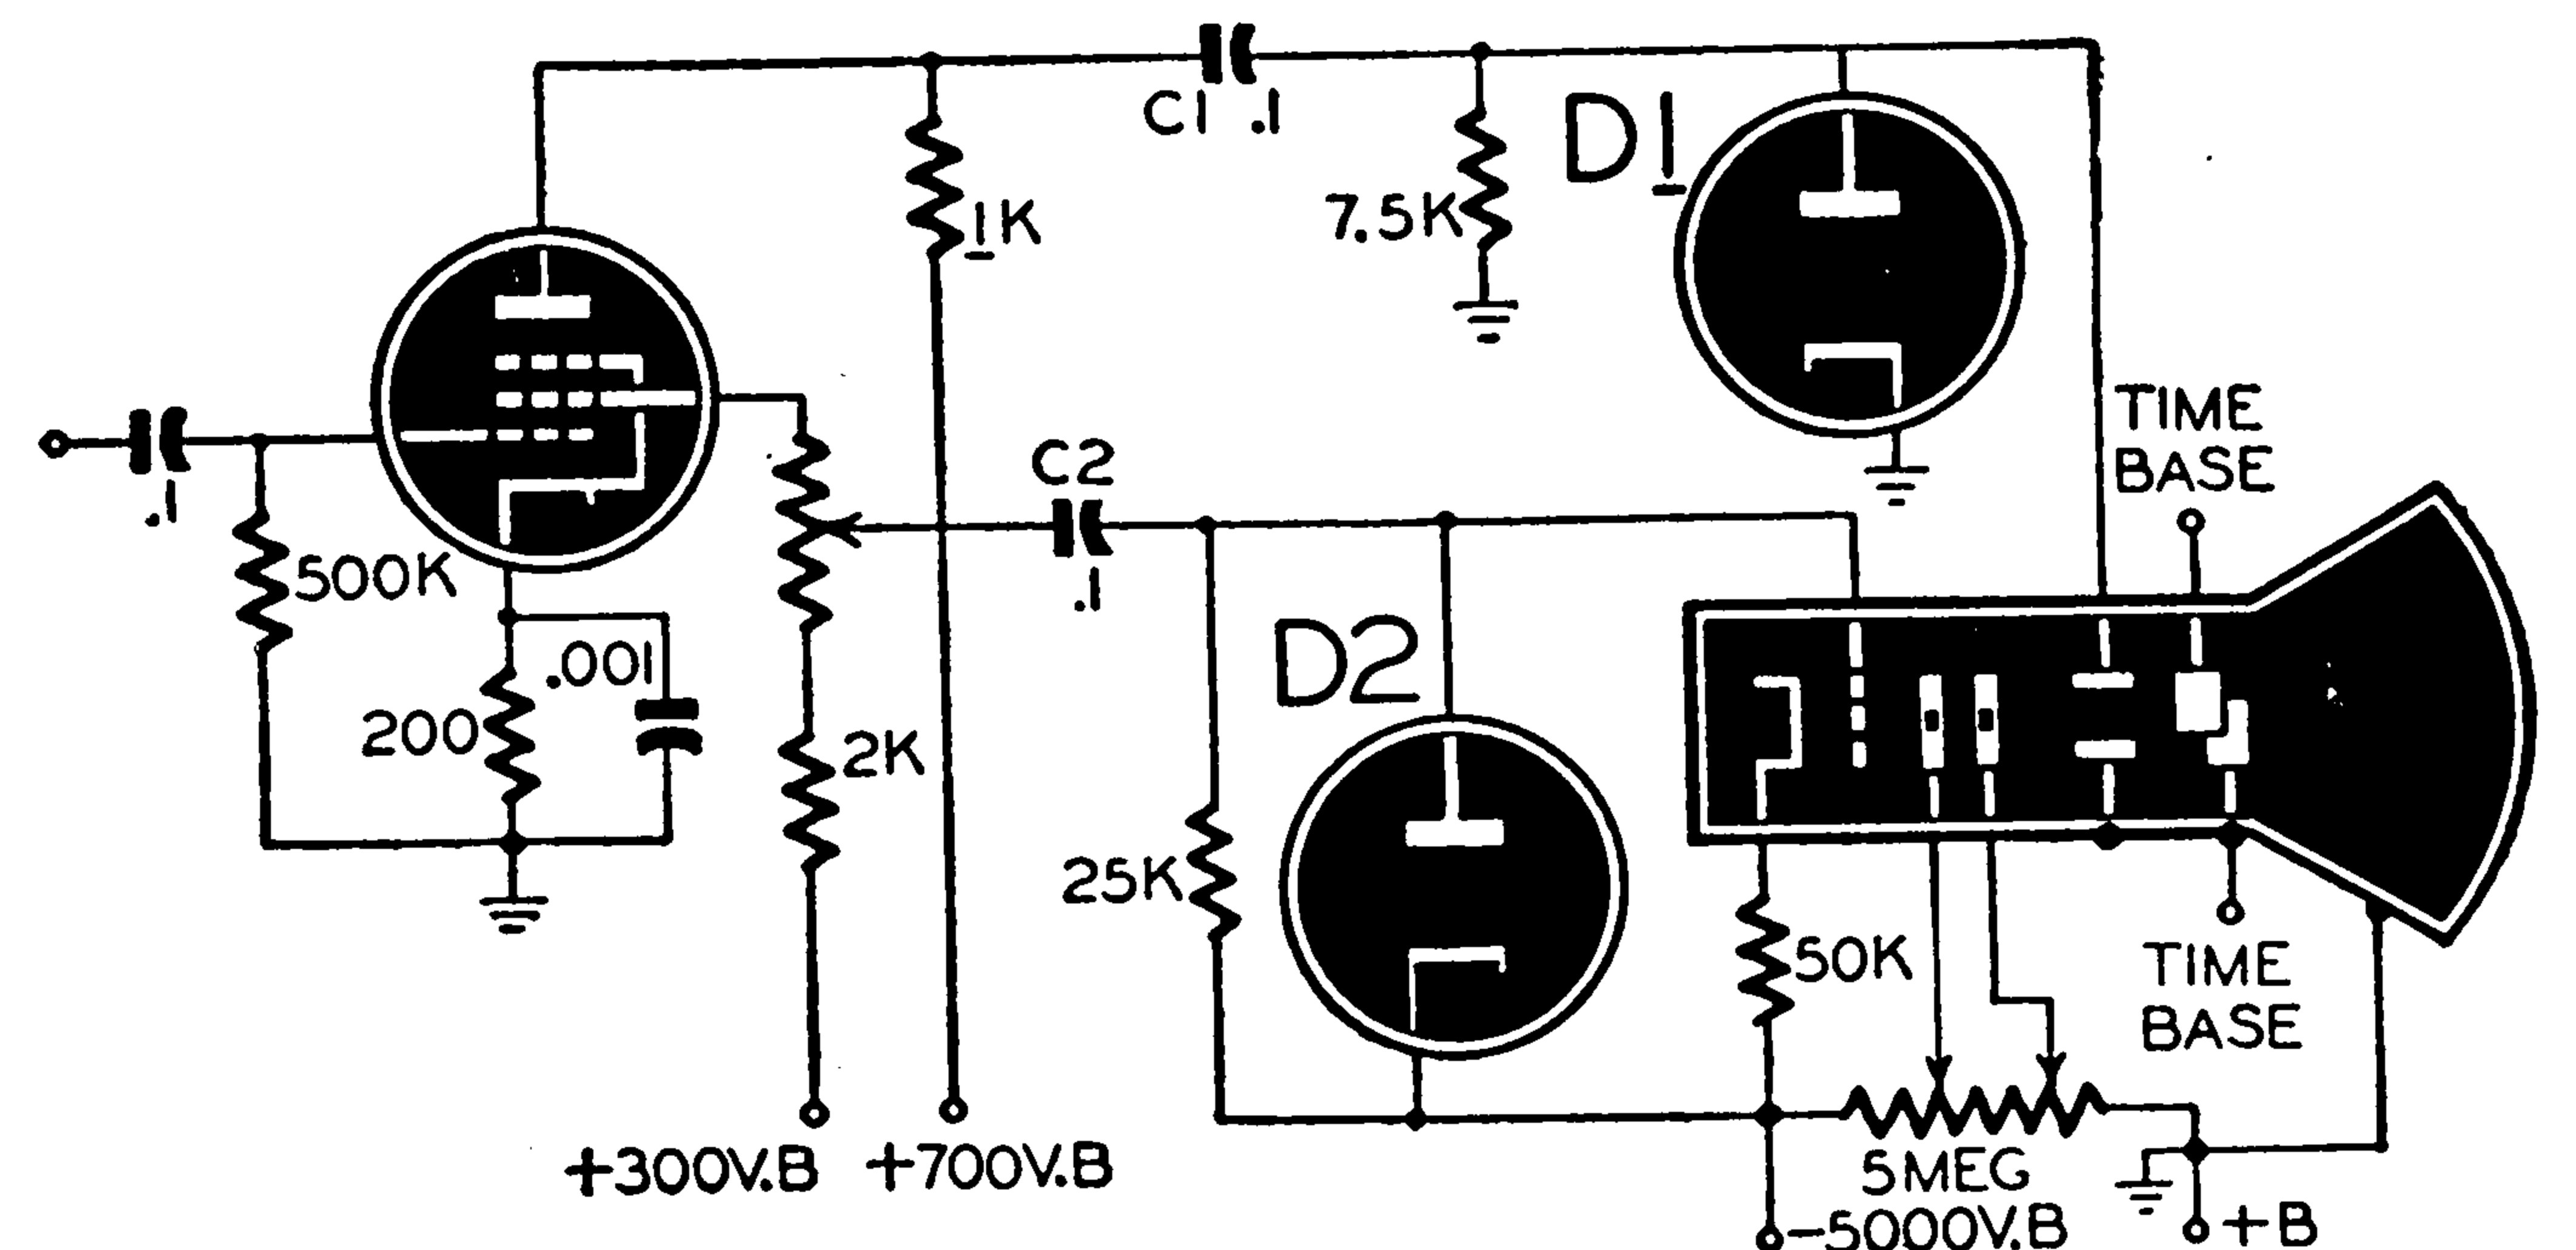 C1 .1
D1
1K
7.5K
TIME
BASE
C2
.1
.1
500K
.001
D2
200
2K
25K
50K
TIME
BASE
+300V.B +700V.B
5MEG
-5000V.B
+B